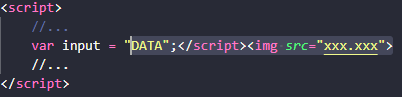 <script>
//...
var input = "DATA";</script><img src="xxx.xxx">
//...
</script>